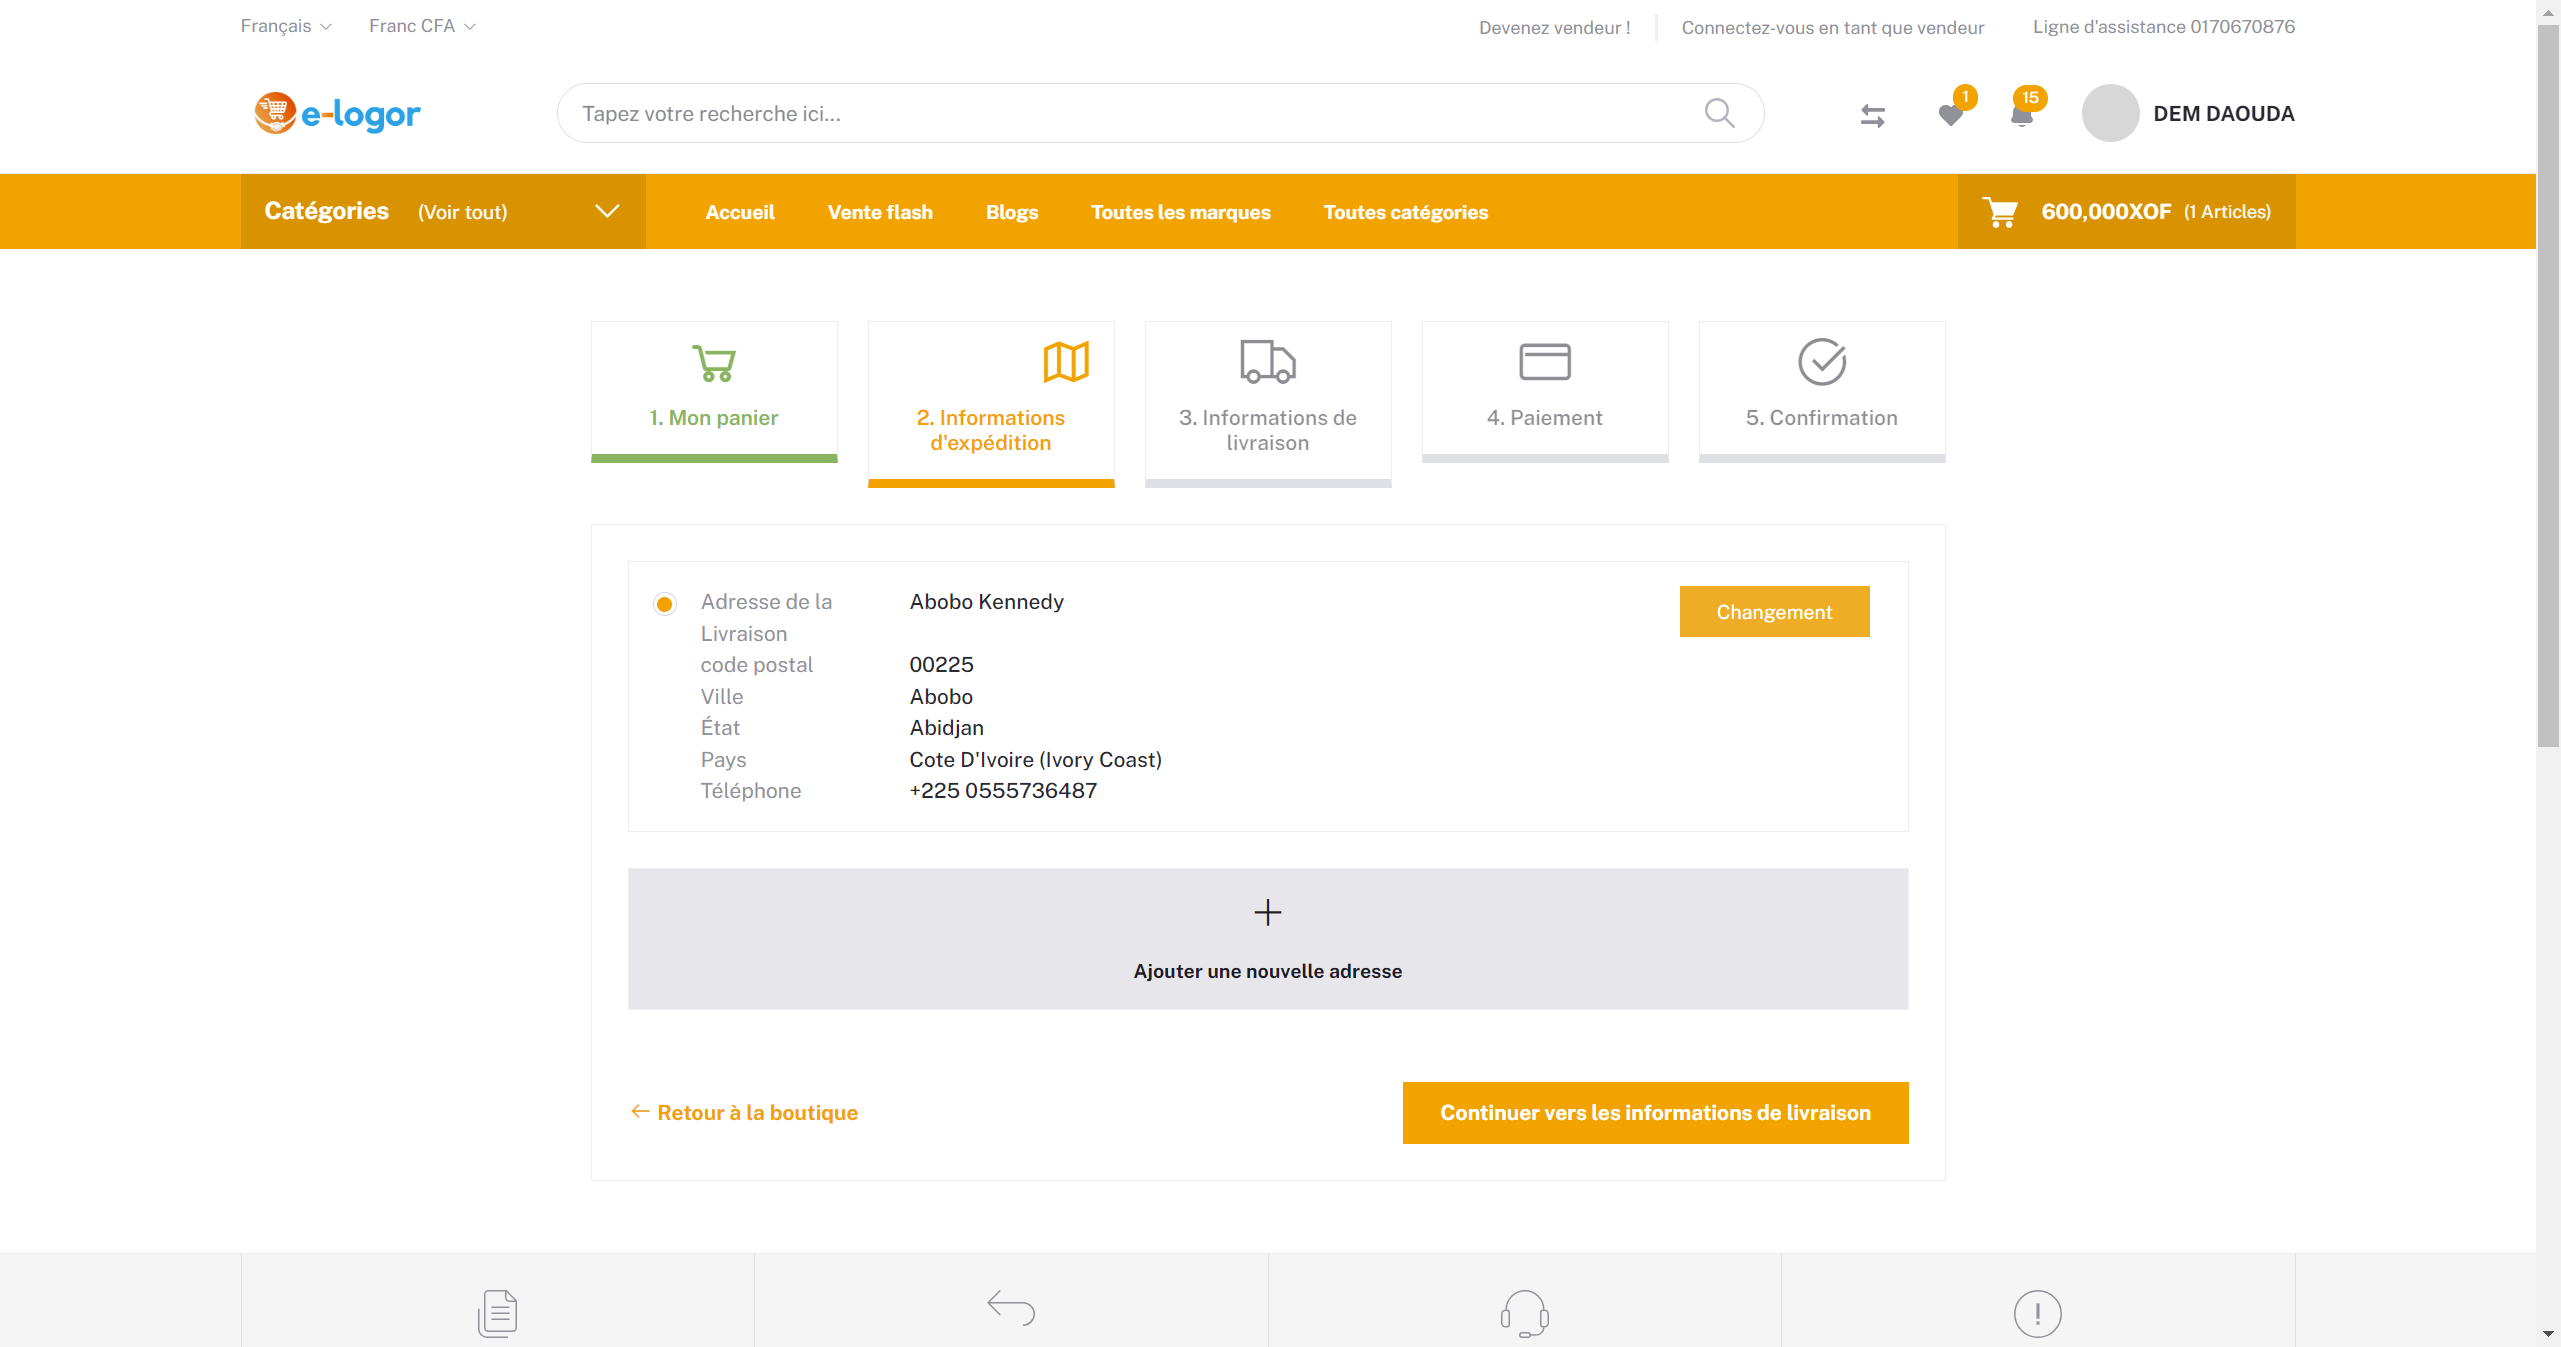 Français Franc CFA Devenez vendeur ! Connectez-vous en tant que vendeur Ligne d'assistance 0170670876
e-logor Tapez votre recherche ici... 1 15 DEM DAOUDA
Catégories (Voir tout) Accueil Vente flash Blogs Toutes les marques Toutes catégories 600,000XOF (1 Articles)
1. Mon panier
2. Informations
d'expédition
3. Informations de
livraison
4. Paiement
5. Confirmation
Adresse de la
Livraison
Abobo Kennedy
Changement
code postal 00225
Ville Abobo
État Abidjan
Pays Cote D'Ivoire (Ivory Coast)
Téléphone +225 0555736487
Ajouter une nouvelle adresse
Retour à la boutique Continuer vers les informations de livraison